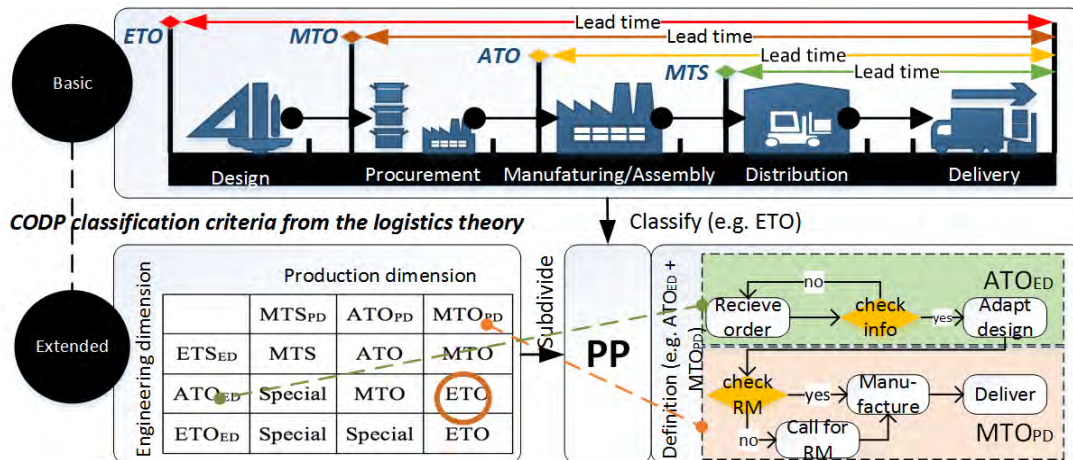 Basic
ETO
Lead time
MTO
Lead time
ATO
Lead time
MTS
Lead time
Design
Procurement
Manufaturing/Assembly
Distribution
Delivery
CODP classification criteria from the logistics theory
Classify (e.g. ETO)
Extended
Engineering dimension
Production dimension
MTSPD ATOPD MTOPD
ETSED MTS ATO MTO
ATOED Special MTO ETO
ETOED Special Special ETO
Subdivide
PP
Definition (e.g. ATOED +
MTOPD)
ATOED
no
Recieve
order
check
info
yes
Adapt
design
check
RM
yes
Manu-
facture
Deliver
no
Call for
RM
MTOPD